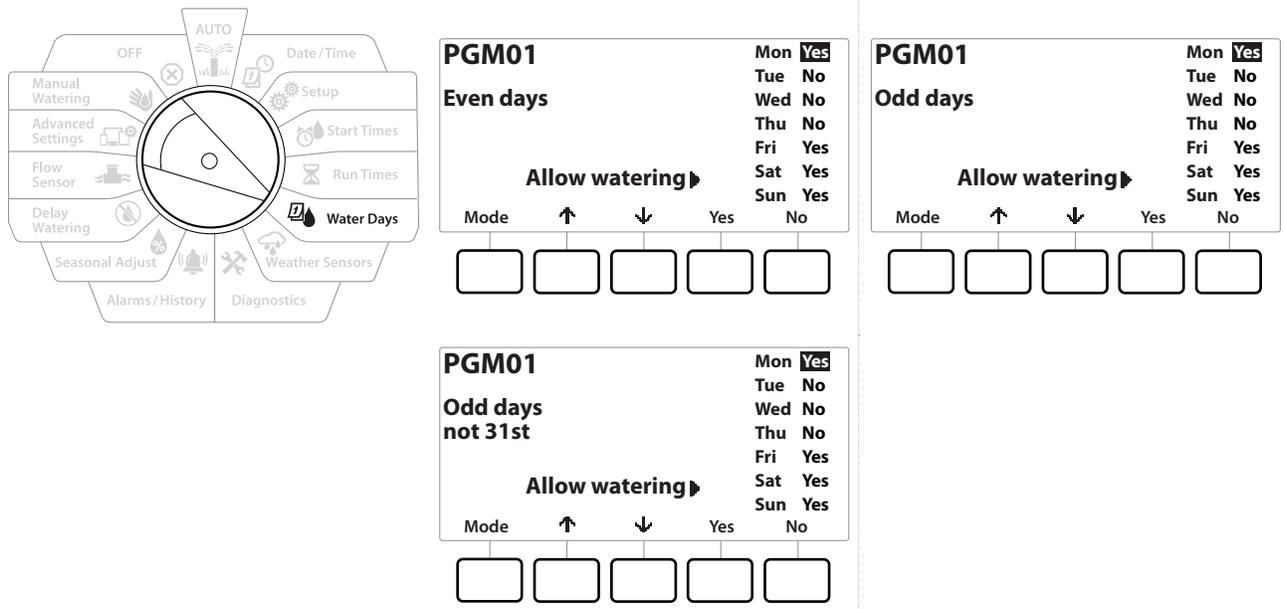 AUTO
OFF
Date/Time
Manual
Watering
Setup
Advanced
Settings
Start Times
Flow
Sensor
Run Times
Delay
Watering
Water Days
Seasonal Adjust
%
Weather Sensors
Alarms/History
Diagnostics
PGM01
Mon Yes
Tue No
Even days
Wed No
Thu No
Fri Yes
Allow watering
Sat Yes
Sun Yes
Mode Yes No
PGM01
Mon Yes
Tue No
Odd days
Wed No
Thu No
Fri Yes
Allow watering
Sat Yes
Sun Yes
Mode Yes No
PGM01
Mon Yes
Tue No
Odd days
Wed No
not 31st
Thu No
Fri Yes
Allow watering
Sat Yes
Sun Yes
Mode Yes No